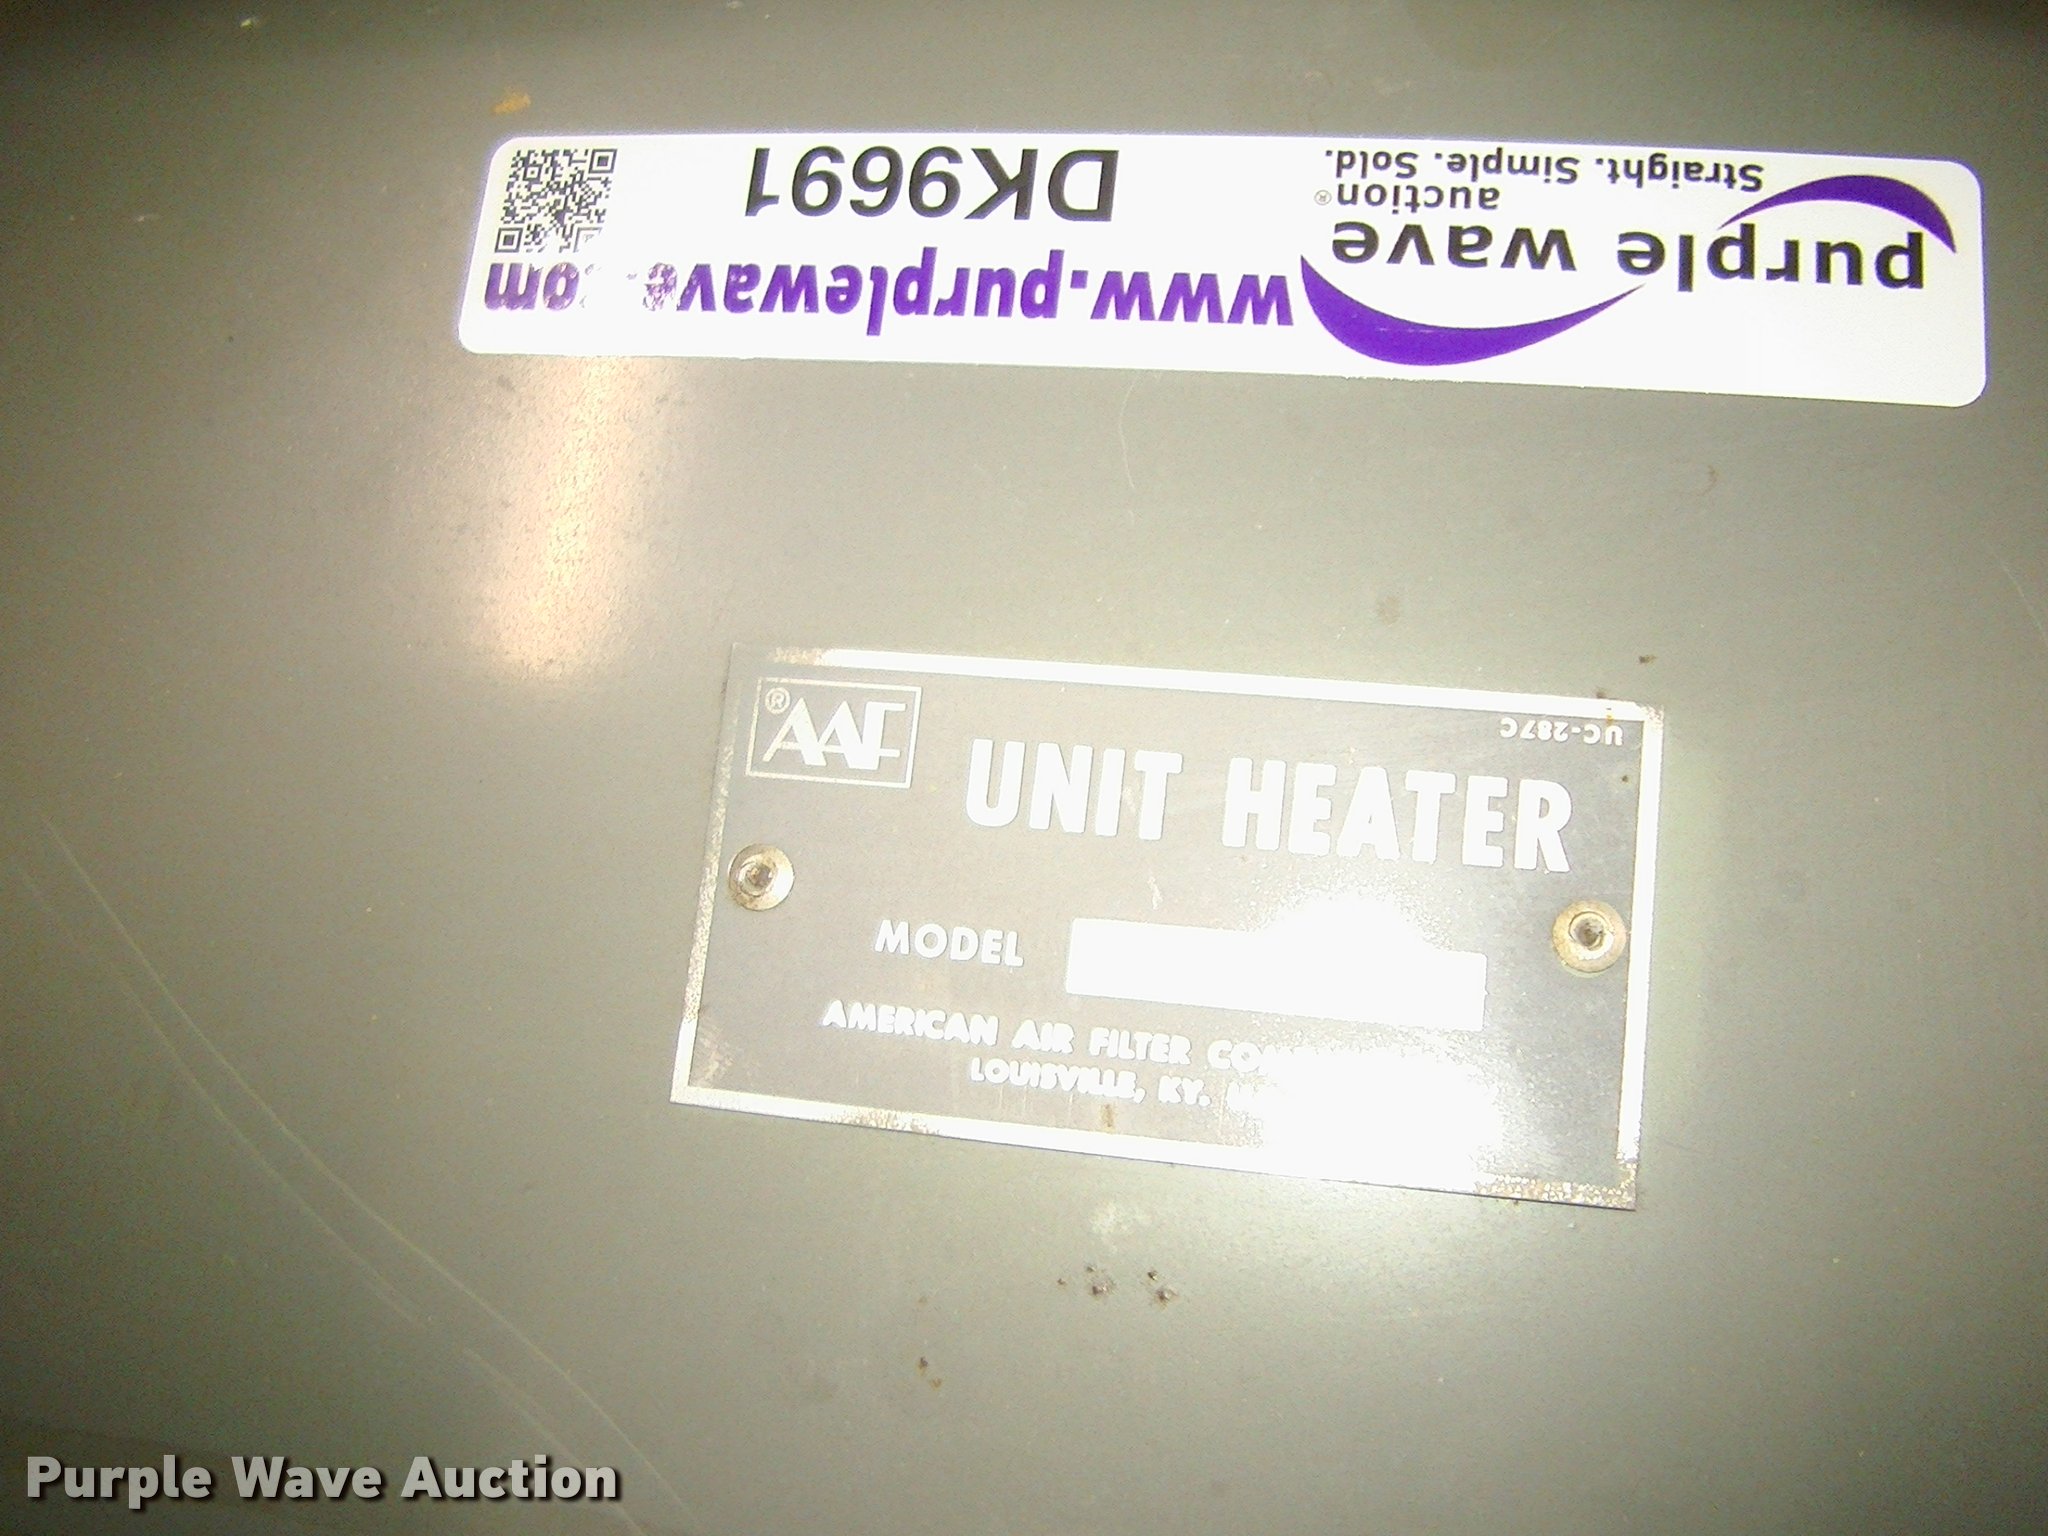 purple wave
auction®
Straight. Simple. Sold.
www.purplewave.com
DK9691
AAF®
UNIT HEATER
UC-287C
MODEL
AMERICAN AIR FILTER
LOUISVILLE, KY.
Purple Wave Auction